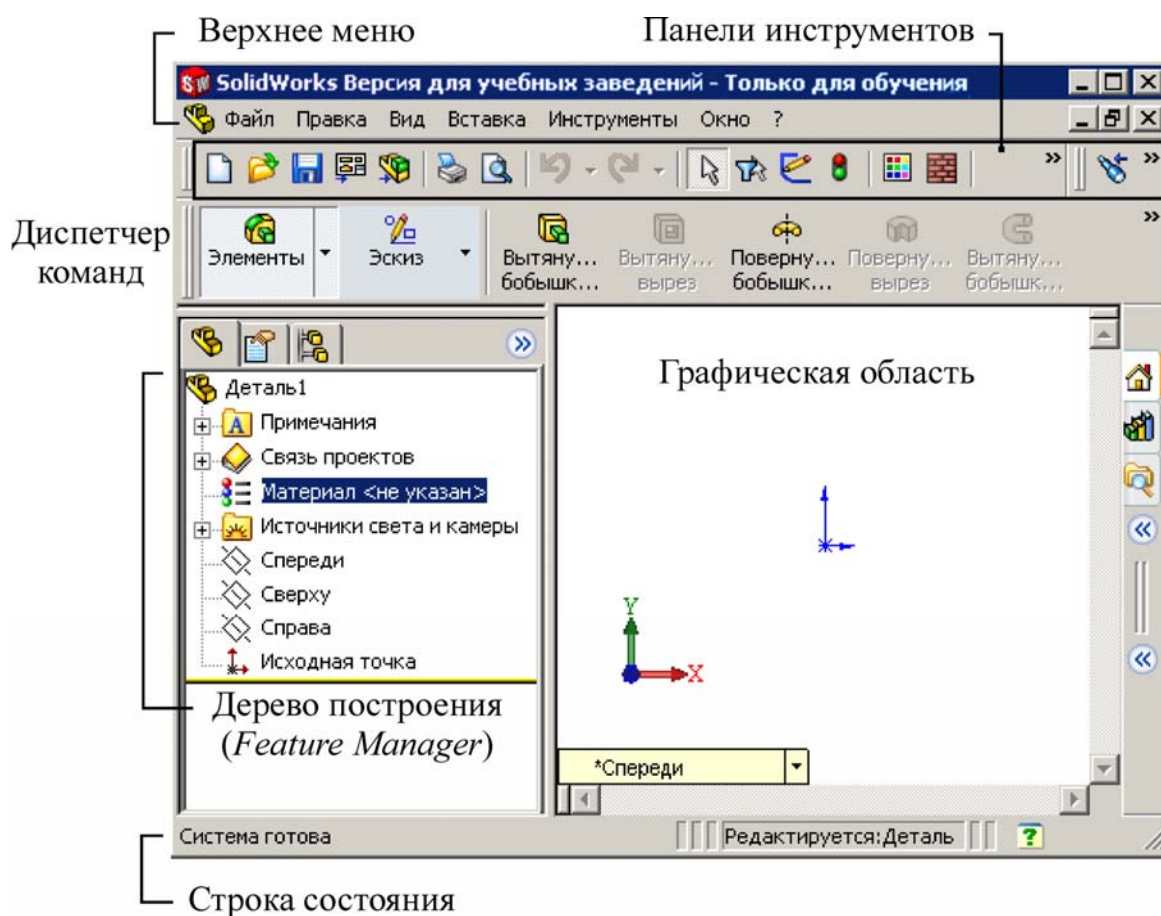 Верхнее меню
Панели инструментов
SolidWorks Версия для учебных заведений - Только для обучения
Файл Правка Вид Вставка Инструменты Окно ?
Диспетчер
команд
Элементы
Эскиз
Вытяну...
бобышк...
Вытяну...
вырез
Поверну...
бобышк...
Поверну...
вырез
Вытяну...
бобышк...
Графическая область
Деталь1
Примечания
Связь проектов
Материал <не указан>
Источники света и камеры
Спереди
Сверху
Справа
Исходная точка
Дерево построения
(Feature Manager)
Y
X
*Спереди
Система готова
Редактируется:Деталь
Строка состояния